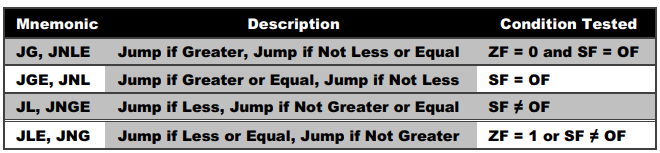 Mnemonic Description Condition Tested
JG, JNLE Jump if Greater, Jump if Not Less or Equal ZF = 0 and SF = OF
JGE, JNL Jump if Greater or Equal, Jump if Not Less SF = OF
JL, JNGE Jump if Less, Jump if Not Greater or Equal SF ≠ OF
JLE, JNG Jump if Less or Equal, Jump if Not Greater ZF = 1 or SF ≠ OF